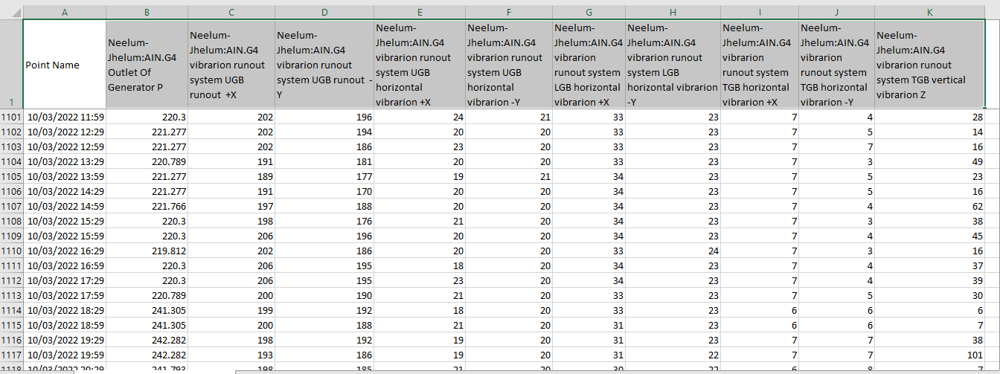 A B C D E F G H I J K
1
Point Name
Neelum-
Jhelum:AIN.G4
Outlet Of
Generator P
Neelum-
Jhelum:AIN.G4
vibrarion runout
system UGB
runout +X
Neelum-
Jhelum:AIN.G4
vibrarion runout
system UGB runout -
Y
Neelum-
Jhelum:AIN.G4
vibrarion runout
system UGB
horizontal
vibrarion +X
Neelum-
Jhelum:AIN.G4
vibrarion runout
system UGB
horizontal
vibrarion -Y
Neelum-
Jhelum:AIN.G4
vibrarion
runout system
LGB horizontal
vibrarion +X
Neelum-
Jhelum:AIN.G4
vibrarion runout
system LGB
horizontal vibrarion
-Y
Neelum-
Jhelum:AIN.G4
vibrarion
runout system
TGB horizontal
vibrarion +X
Neelum-
Jhelum:AIN.G4
vibrarion
runout system
TGB horizontal
vibrarion -Y
Neelum-
Jhelum:AIN.G4
vibrarion runout
system TGB vertical
vibrarion Z
1101 10/03/2022 11:59 220.3 202 196 24 21 33 23 7 4 28
1102 10/03/2022 12:29 221.277 202 194 20 20 33 23 7 5 14
1103 10/03/2022 12:59 221.277 202 186 23 20 33 23 7 7 16
1104 10/03/2022 13:29 220.789 191 181 20 20 33 23 7 3 49
1105 10/03/2022 13:59 221.277 189 177 19 21 34 23 7 5 23
1106 10/03/2022 14:29 221.277 191 170 20 20 34 23 7 5 16
1107 10/03/2022 14:59 221.766 197 188 20 20 34 23 7 4 62
1108 10/03/2022 15:29 220.3 198 176 21 20 34 23 7 3 38
1109 10/03/2022 15:59 220.3 206 196 20 20 34 23 7 4 45
1110 10/03/2022 16:29 219.812 202 186 20 20 33 24 7 3 16
1111 10/03/2022 16:59 220.3 206 195 18 20 34 23 7 4 37
1112 10/03/2022 17:29 220.3 206 195 23 20 34 23 7 4 39
1113 10/03/2022 17:59 220.789 200 190 21 20 33 23 7 5 30
1114 10/03/2022 18:29 241.305 199 192 18 20 33 23 6 6 6
1115 10/03/2022 18:59 241.305 200 188 21 20 31 23 6 6 7
1116 10/03/2022 19:29 242.282 198 192 19 20 31 23 7 7 38
1117 10/03/2022 19:59 242.282 193 186 19 20 31 22 7 7 101
1118 10/03/2022 20:29 241.793 198 185 21 20 30 22 6 8 7